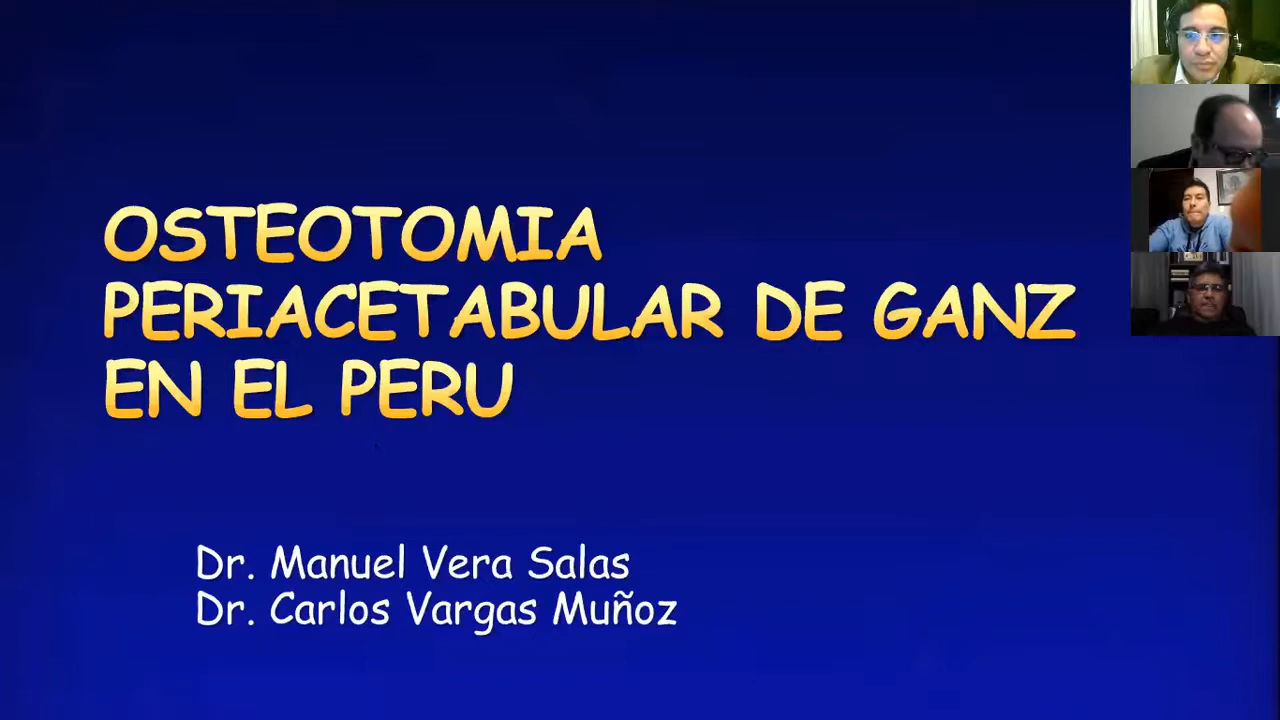 OSTEOTOMIA
PERIACETABULAR DE GANZ
EN EL PERU
Dr. Manuel Vera Salas
Dr. Carlos Vargas Muñoz